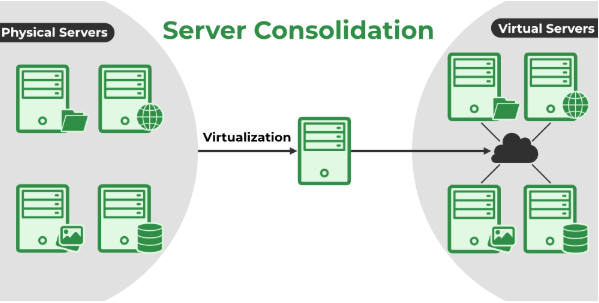 Server Consolidation
Physical Servers
Virtual Servers
Virtualization